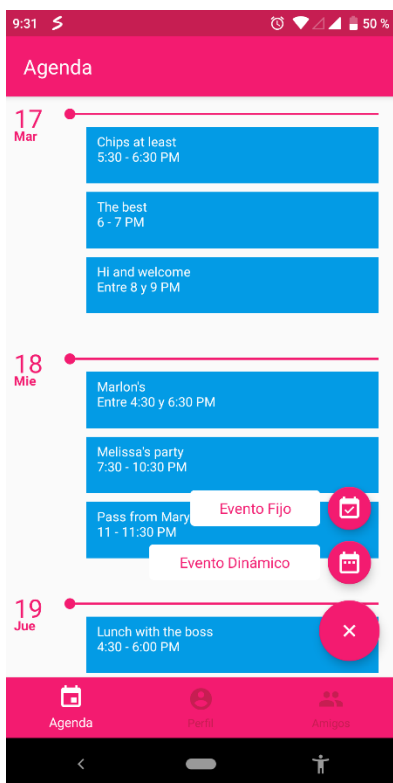 9:31
50 %
Agenda
17
Mar
Chips at least
5:30 - 6:30 PM
The best
6 - 7 PM
Hi and welcome
Entre 8 y 9 PM
18
Mie
Marlon's
Entre 4:30 y 6:30 PM
Melissa's party
7:30 - 10:30 PM
Pass from Mary
11 - 11:30 PM
Evento Fijo
Evento Dinámico
19
Jue
Lunch with the boss
4:30 - 6:00 PM
Agenda
Perfil
Amigos